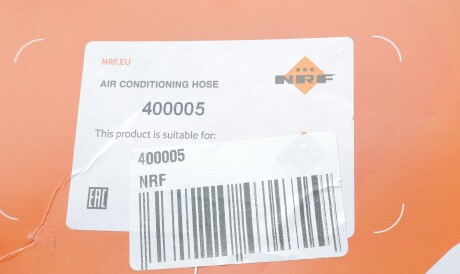 NRF.EU
NRF
AIR CONDITIONING HOSE
400005
This product is suitable for:
400005
NRF
EAC